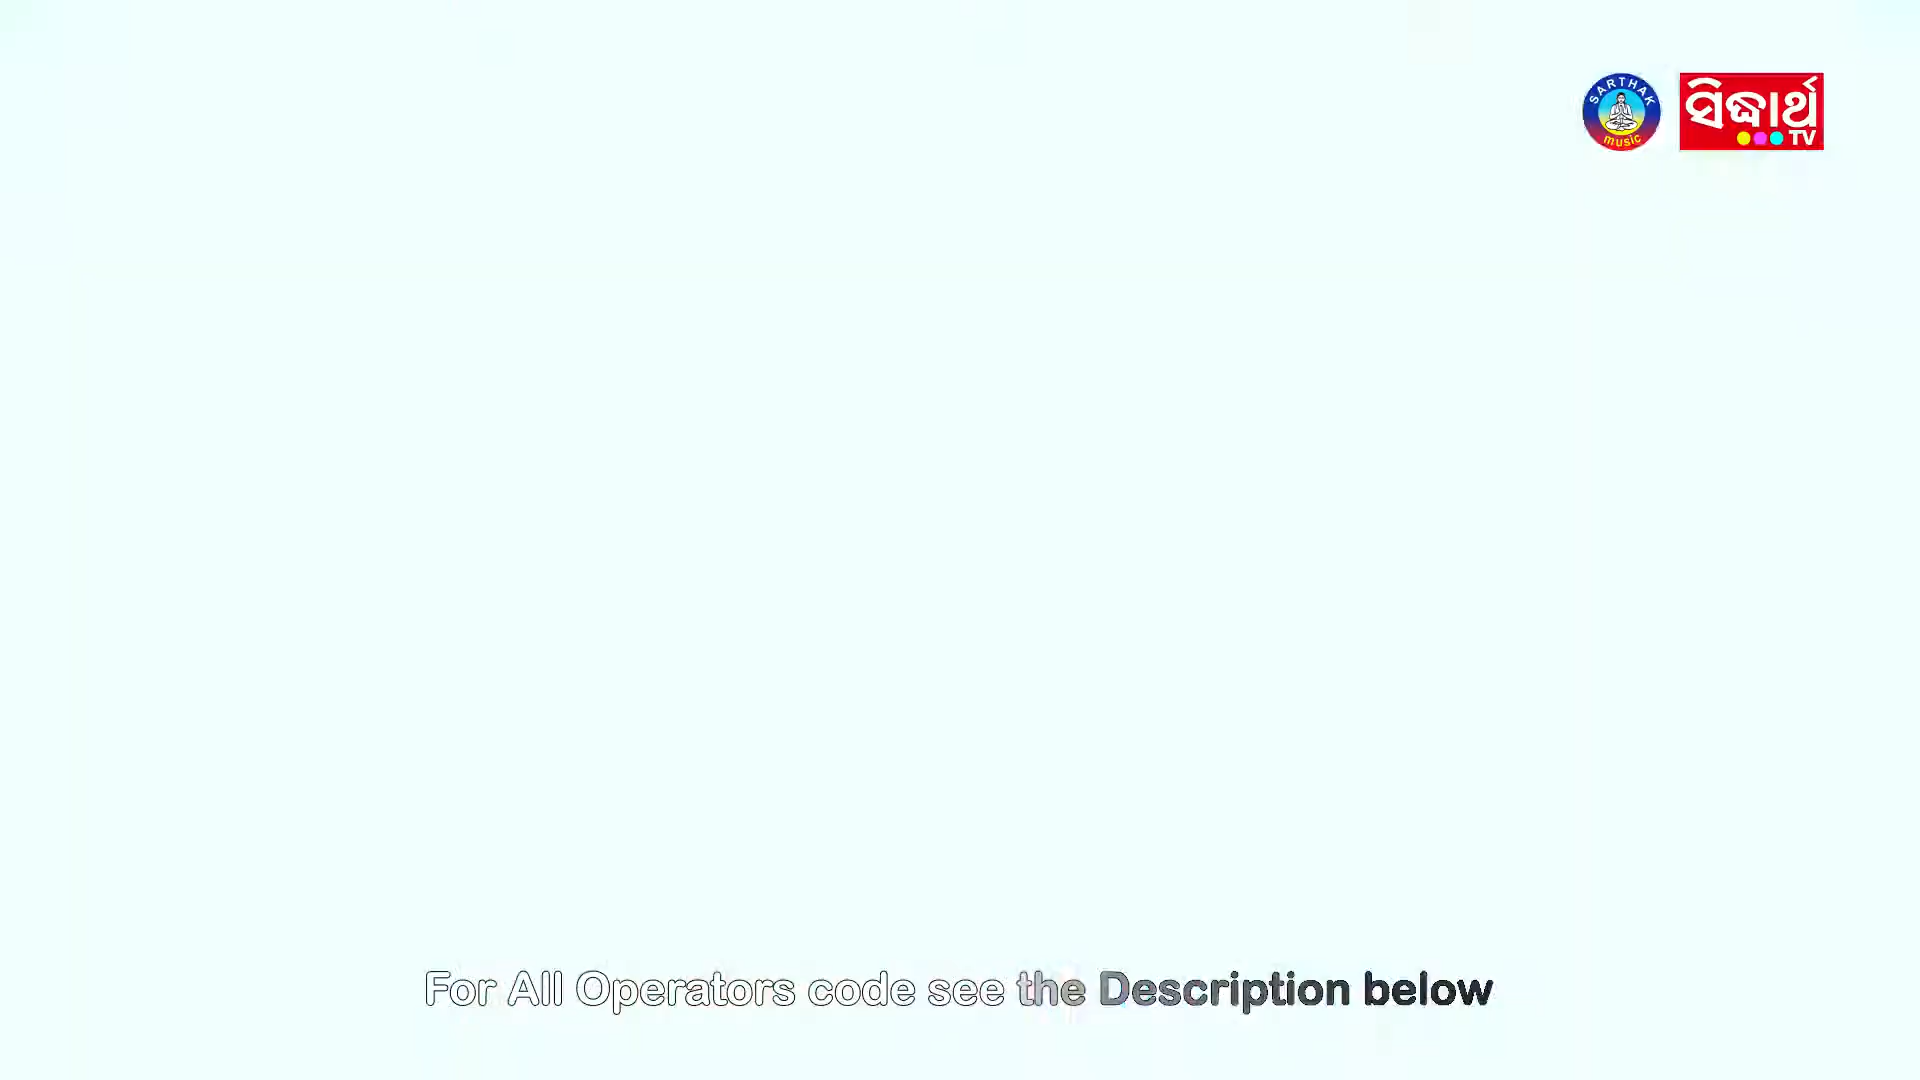 SARTHAK
music
ସିଦ୍ଧାର୍ଥ
TV
For All Operators code see the Description below